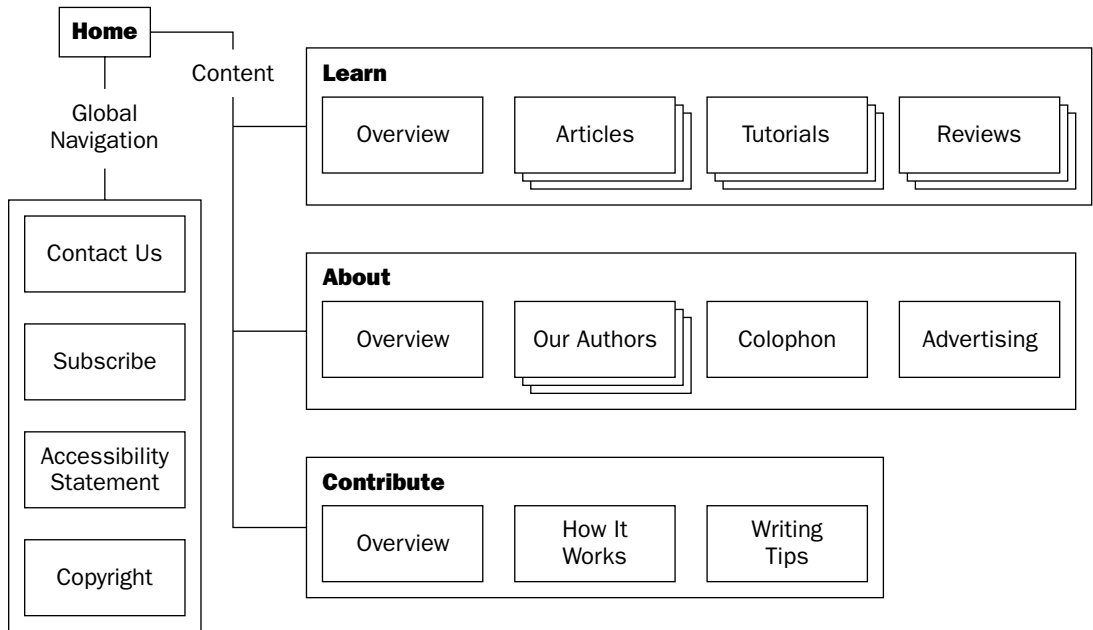 Home
Content
Global
Navigation
Contact Us
Subscribe
Accessibility
Statement
Copyright
Learn
Overview
Articles
Tutorials
Reviews
About
Overview
Our Authors
Colophon
Advertising
Contribute
Overview
How It
Works
Writing
Tips